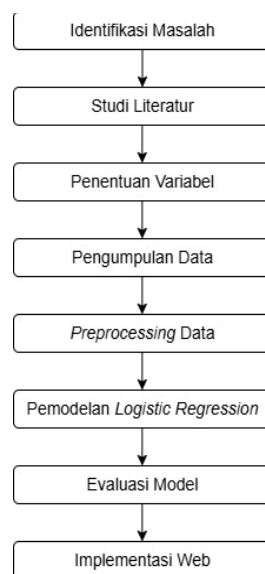 Identifikasi Masalah
Studi Literatur
Penentuan Variabel
Pengumpulan Data
Preprocessing Data
Pemodelan Logistic Regression
Evaluasi Model
Implementasi Web